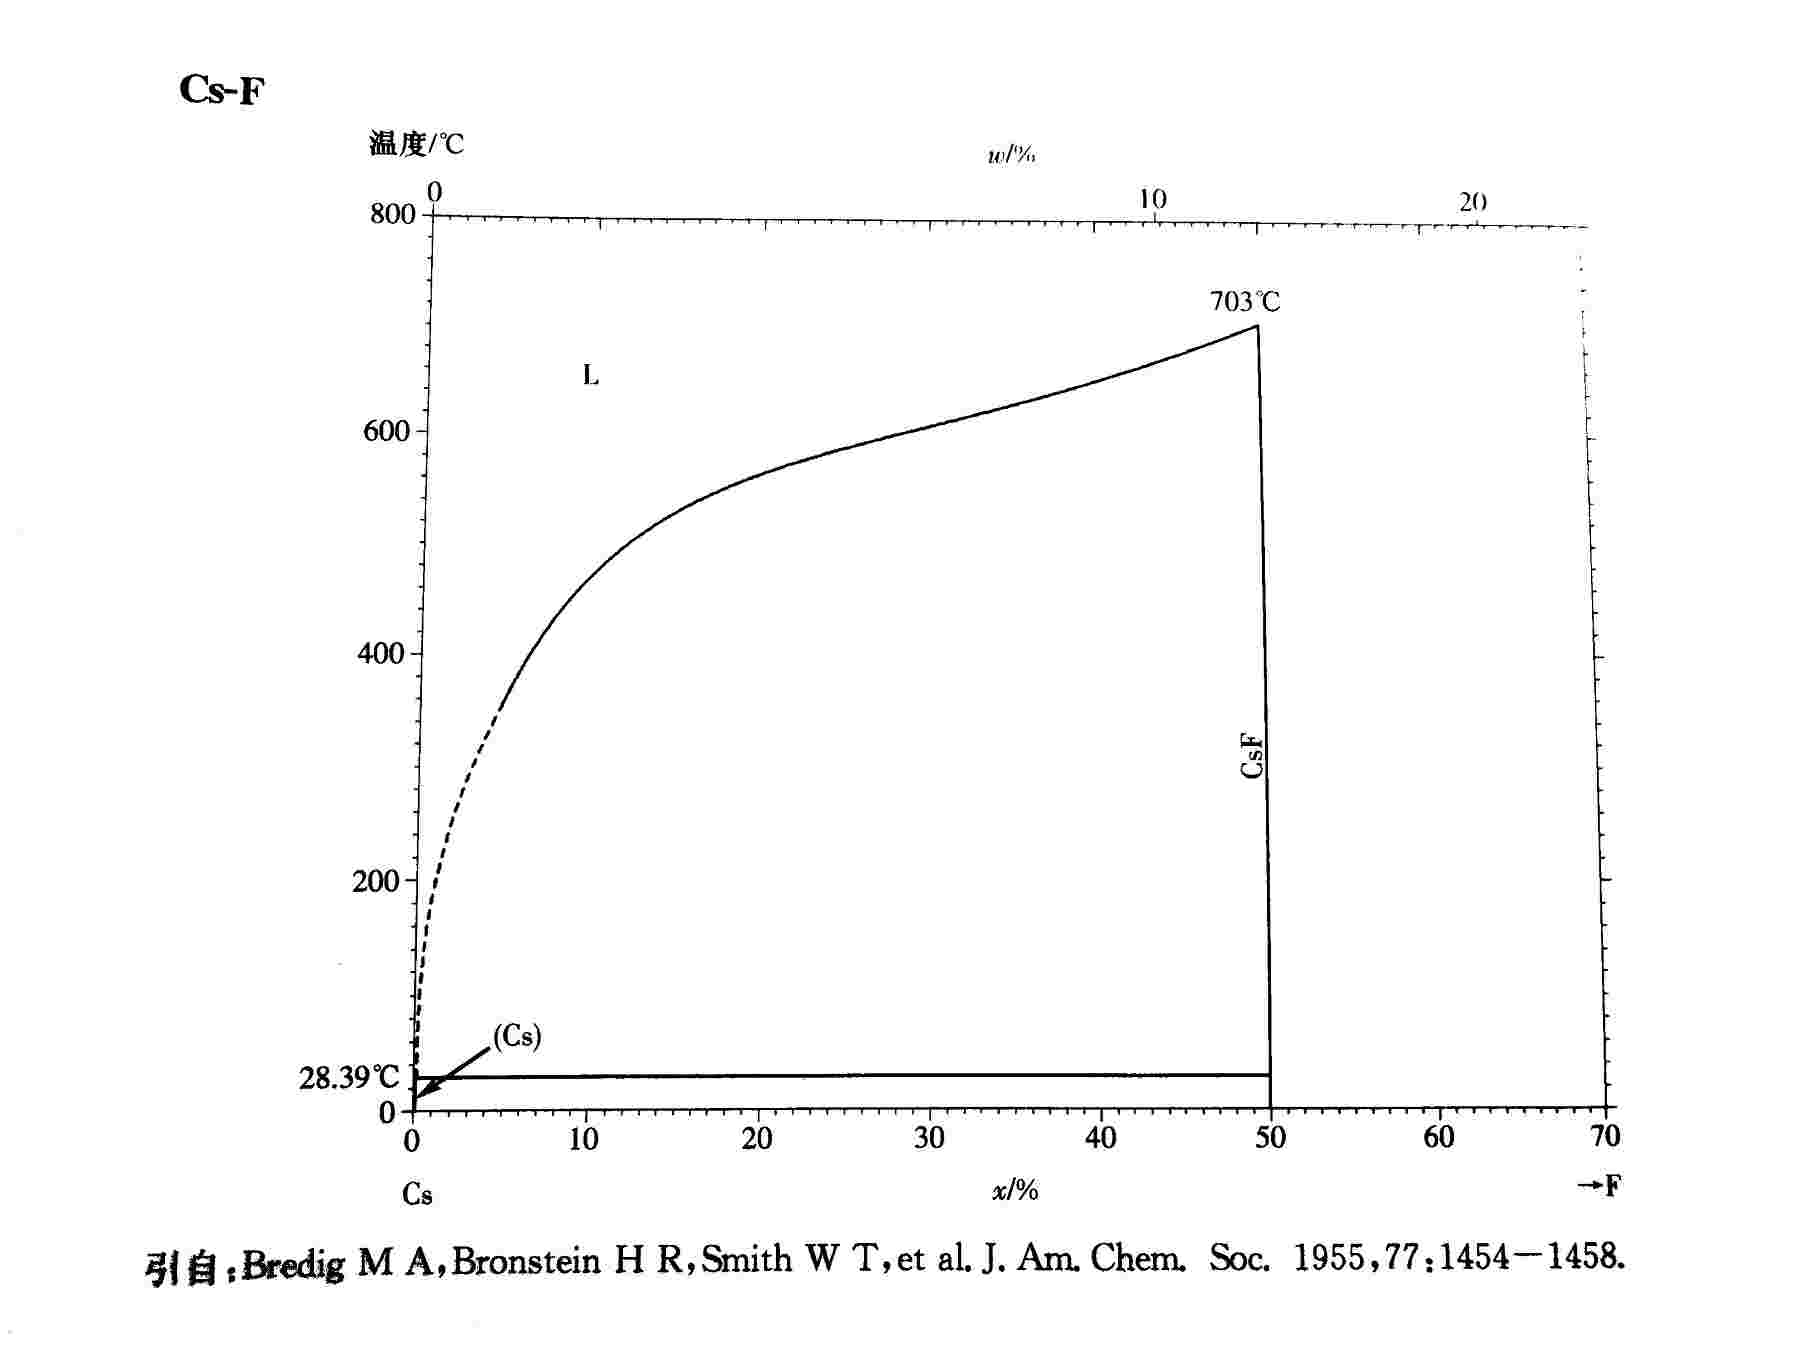 Cs-F
温度/℃
w/%
0 10 20
800
703℃
L
600
400
CsF
200
(Cs)
28.39℃
0
0 10 20 30 40 50 60 70
Cs x/% →F
引自:Bredig M A,Bronstein H R,Smith W T,et al. J. Am. Chem. Soc. 1955,77:1454—1458.